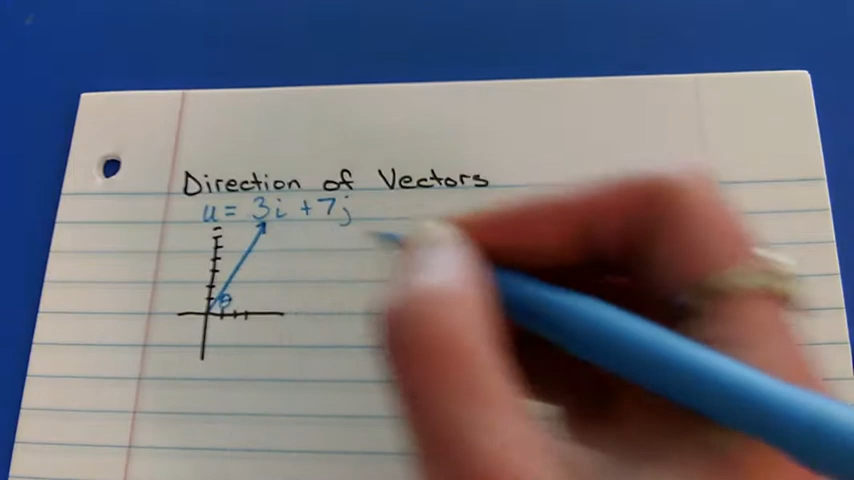 Direction of Vectors
u = 3i + 7j
θ